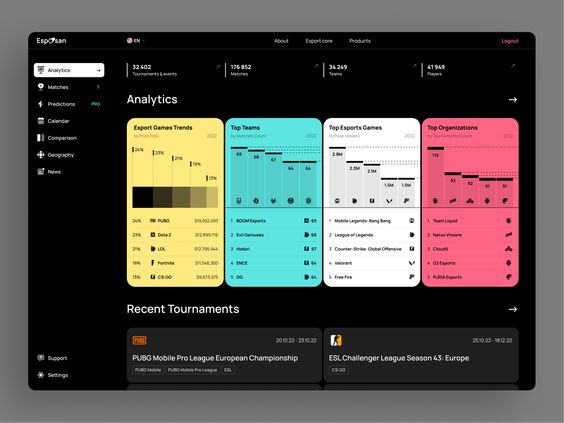 Esposan
EN
About
Esport core
Products
Logout
Analytics
Matches
Predictions
PRO
Calendar
Comparison
Geography
News
Support
Settings
32 402
Tournaments & events
176 852
Matches
34 249
Teams
41 949
Players
Analytics
Esport Games Trends
by Prize Pool
2022
24%
23%
21%
19%
13%
24% PUBG $19,552,093
23% Dota 2 $12,899,716
21% LOL $12,795,944
19% Fortnite $11,546,300
13% CS:GO $9,673,975
Top Teams
by Matches Count
2022
69
68
67
64
64
1 BOOM Esports 69
2 Evil Geniuses 68
3 Hokori 67
4 ENCE 64
5 OG 64
Top Esports Games
by Peak Viewers
2022
2.8M
2.2M
2.1M
1.5M
1.5M
1 Mobile Legends: Bang Bang
2 League of Legends
3 Counter-Strike: Global Offensive
4 Valorant
5 Free Fire
Top Organizations
by Tournaments Count
2022
115
93
92
91
91
1 Team Liquid
2 Natus Vincere
3 Cloud9
4 G2 Esports
5 FURIA Esports
Recent Tournaments
PUBG
20.10.22 - 23.10.22
PUBG Mobile Pro League European Championship
PUBG Mobile
PUBG Mobile Pro League
ESL
25.10.22 - 18.12.22
ESL Challenger League Season 43: Europe
CS:GO